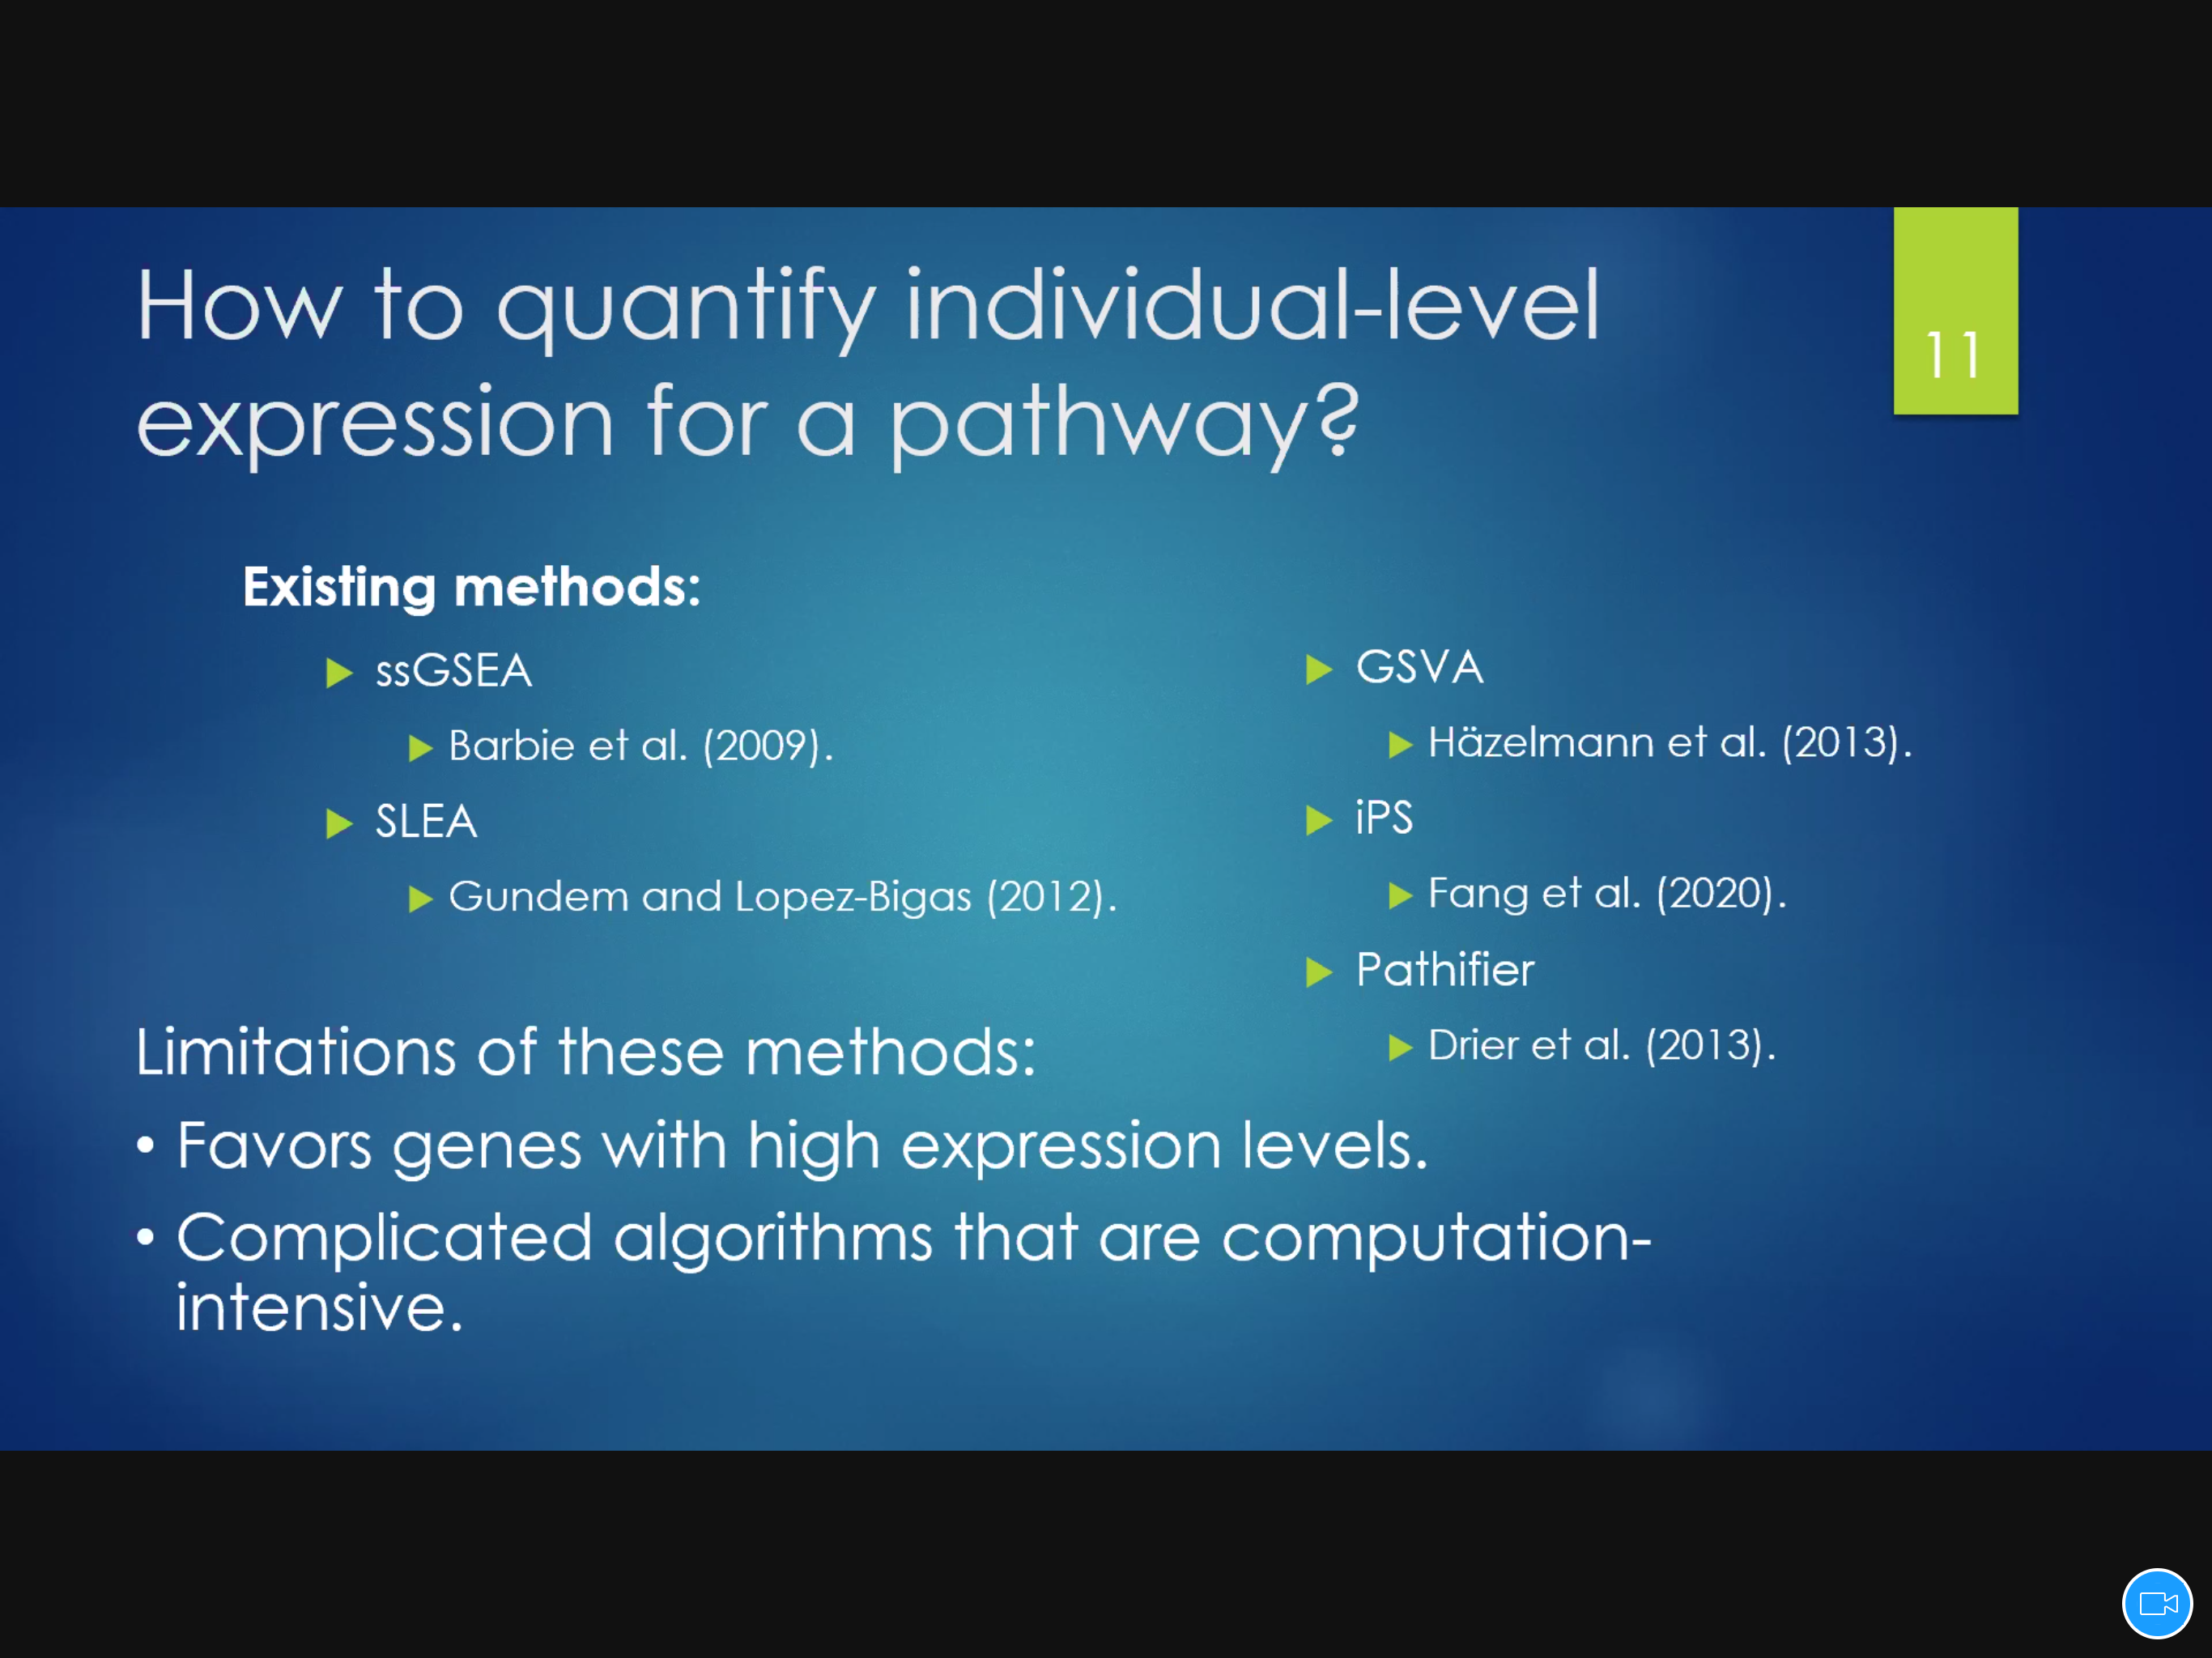 How to quantify individual-level
expression for a pathway?
11
Existing methods:
ssGSEA
Barbie et al. (2009).
SLEA
Gundem and Lopez-Bigas (2012).
GSVA
Häzelmann et al. (2013).
iPS
Fang et al. (2020).
Pathifier
Drier et al. (2013).
Limitations of these methods:
• Favors genes with high expression levels.
• Complicated algorithms that are computation-
intensive.